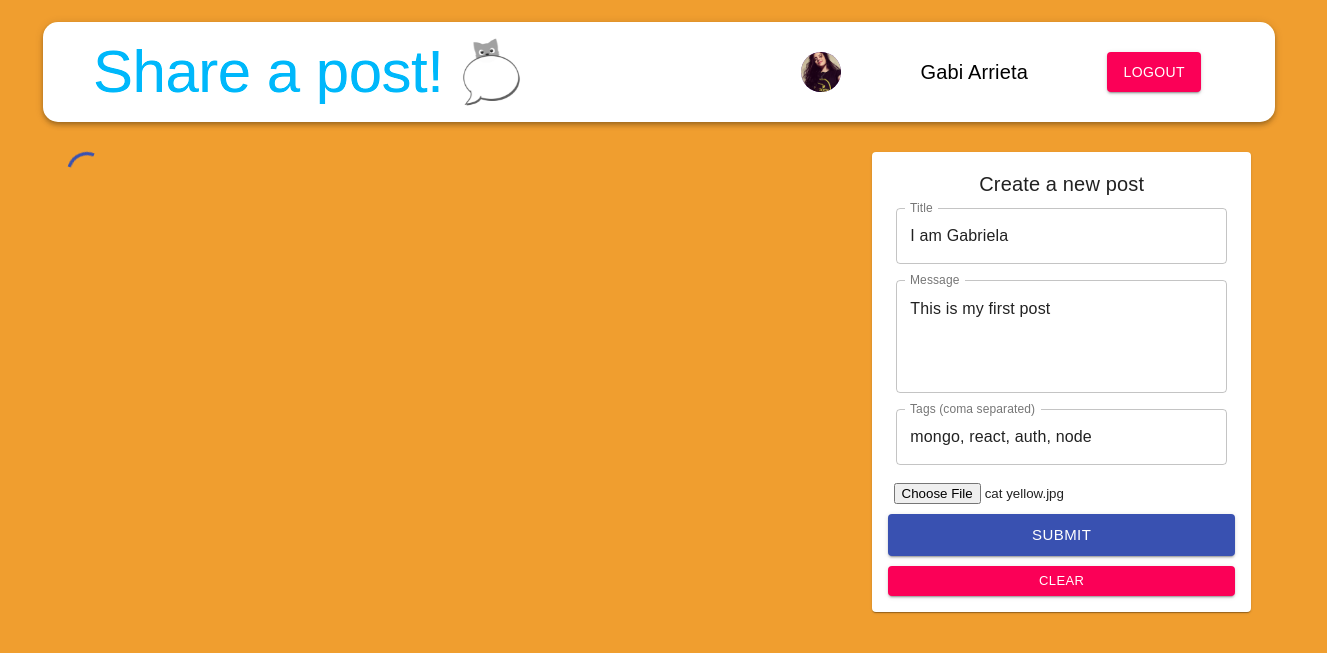 Share a post!
Gabi Arrieta
LOGOUT
Create a new post
Title
I am Gabriela
Message
This is my first post
Tags (coma separated)
mongo, react, auth, node
Choose File cat yellow.jpg
SUBMIT
CLEAR